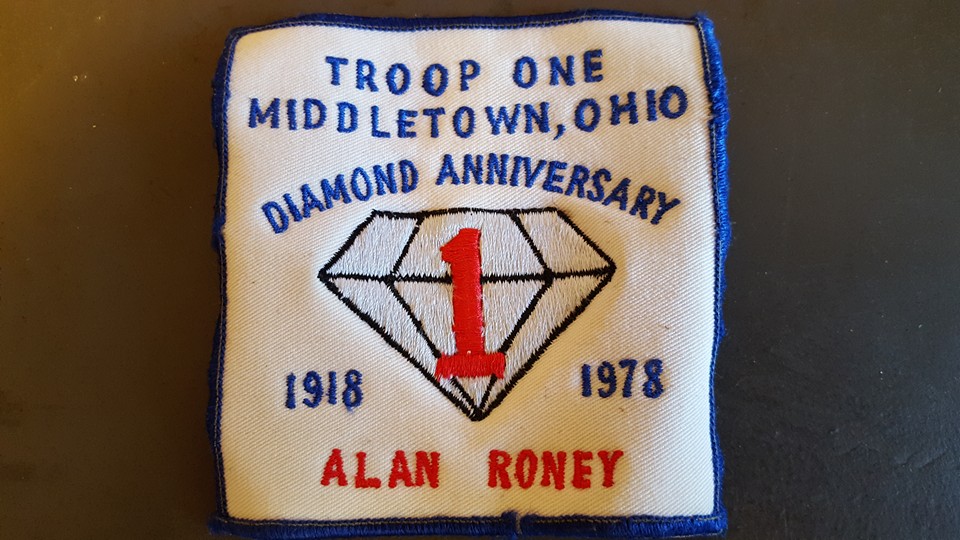 TROOP ONE
MIDDLETOWN, OHIO
DIAMOND ANNIVERSARY
1
1918 1978
ALAN RONEY